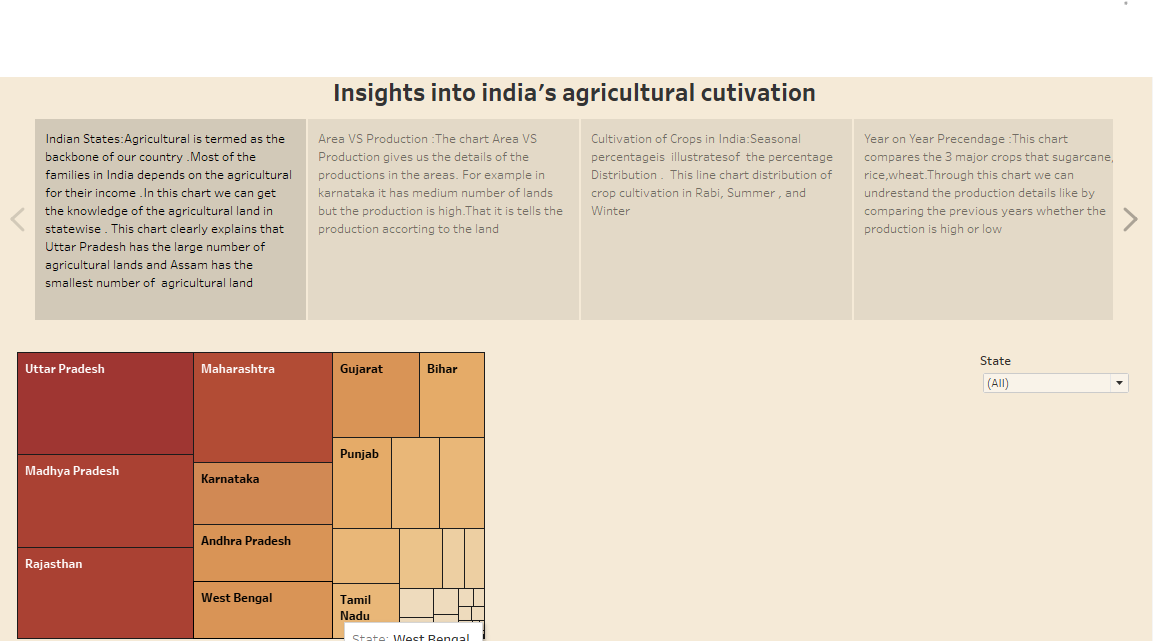 Insights into india's agricultural cutivation
Indian States:Agricultural is termed as the
backbone of our country .Most of the
families in India depends on the agricultural
for their income .In this chart we can get
the knowledge of the agricultural land in
statewise . This chart clearly explains that
Uttar Pradesh has the large number of
agricultural lands and Assam has the
smallest number of  agricultural land
Area VS Production :The chart Area VS
Production gives us the details of the
productions in the areas. For example in
karnataka it has medium number of lands
but the production is high.That it is tells the
production accorting to the land
Cultivation of Crops in India:Seasonal
percentageis  illustratesof  the percentage
Distribution .  This line chart distribution of
crop cultivation in Rabi, Summer , and
Winter
Year on Year Precendage :This chart
compares the 3 major crops that sugarcane,
rice,wheat.Through this chart we can
undrestand the production details like by
comparing the previous years whether the
production is high or low
State
(All)
Uttar Pradesh
Madhya Pradesh
Rajasthan
Maharashtra
Karnataka
Andhra Pradesh
West Bengal
Gujarat
Bihar
Punjab
Tamil
Nadu
State: West Bengal